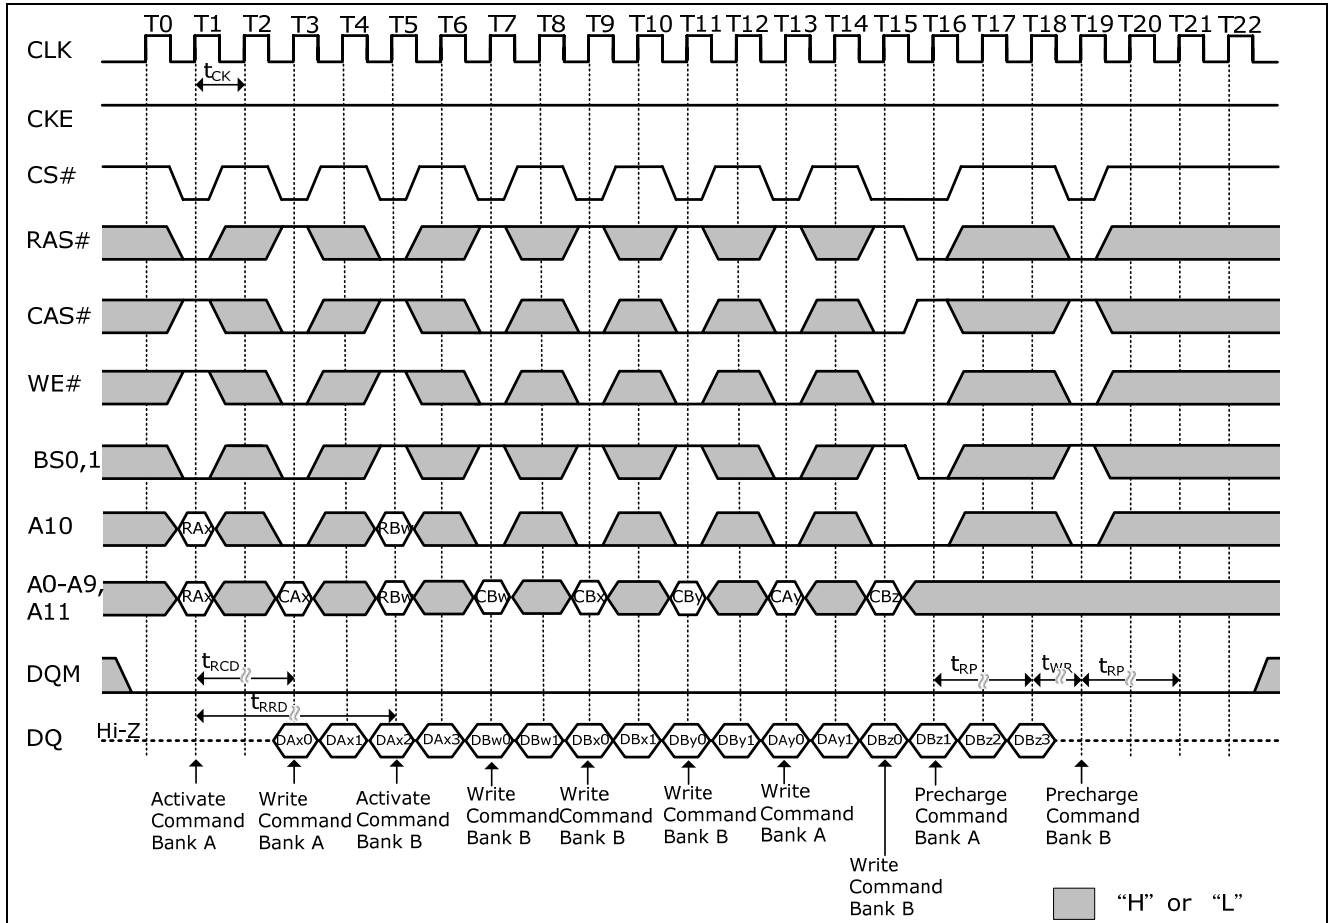 T0 T1 T2 T3 T4 T5 T6 T7 T8 T9 T10 T11 T12 T13 T14 T15 T16 T17 T18 T19 T20 T21 T22
CLK
tCK
CKE
CS#
RAS#
CAS#
WE#
BS0,1
A10
RAx RBw
A0-A9,
A11
RAx CAx RBw CBw CBx CBy CAy CBz
DQM
tRCD
tRP tWR tRP
tRRD
Hi-Z
DQ
DAx0 DAx1 DAx2 DAx3 DBw0 DBw1 DBx0 DBx1 DBy0 DBy1 DAy0 DAy1 DBz0 DBz1 DBz2 DBz3
Activate
Command
Bank A
Write
Command
Bank A
Activate
Command
Bank B
Write
Command
Bank B
Write
Command
Bank B
Write
Command
Bank B
Write
Command
Bank A
Write
Command
Bank B
Precharge
Command
Bank A
Precharge
Command
Bank B
“H” or “L”